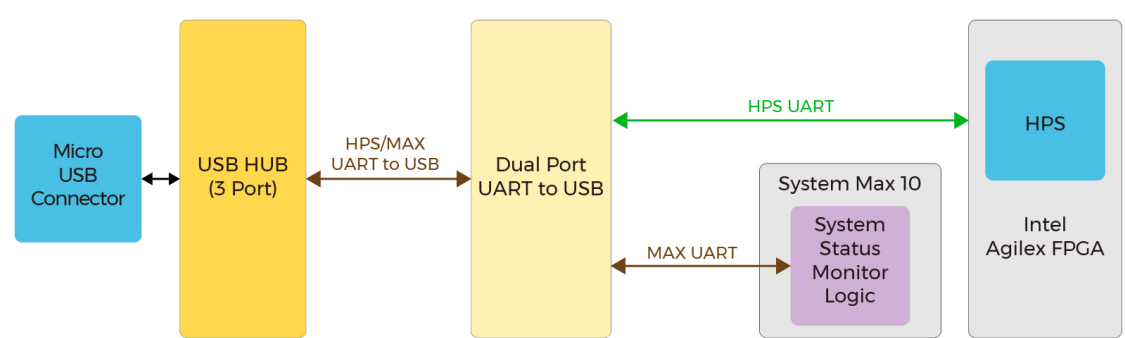 Micro
USB
Connector
USB HUB
(3 Port)
HPS/MAX
UART to USB
Dual Port
UART to USB
HPS UART
MAX UART
System Max 10
System
Status
Monitor
Logic
HPS
Intel
Agilex FPGA